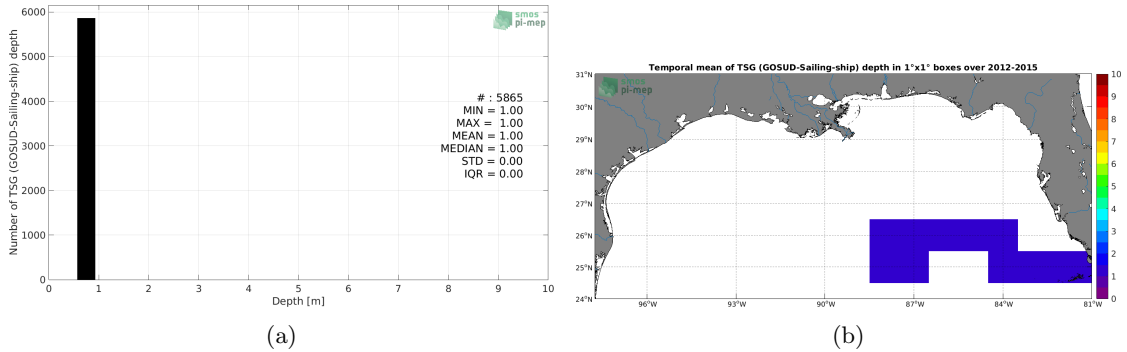 smos
pi-mep
6000
5000
4000
3000
2000
1000
0
Number of TSG (GOSUD-Sailing-ship) depth
# : 5865
MIN = 1.00
MAX = 1.00
MEAN = 1.00
MEDIAN = 1.00
STD = 0.00
IQR = 0.00
0 1 2 3 4 5 6 7 8 9 10
Depth [m]
(a)
Temporal mean of TSG (GOSUD-Sailing-ship) depth in 1°x1° boxes over 2012-2015
smos
pi-mep
31°N
30°N
29°N
28°N
27°N
26°N
25°N
24°N
96°W 93°W 90°W 87°W 84°W 81°W
10
9
8
7
6
5
4
3
2
1
0
(b)